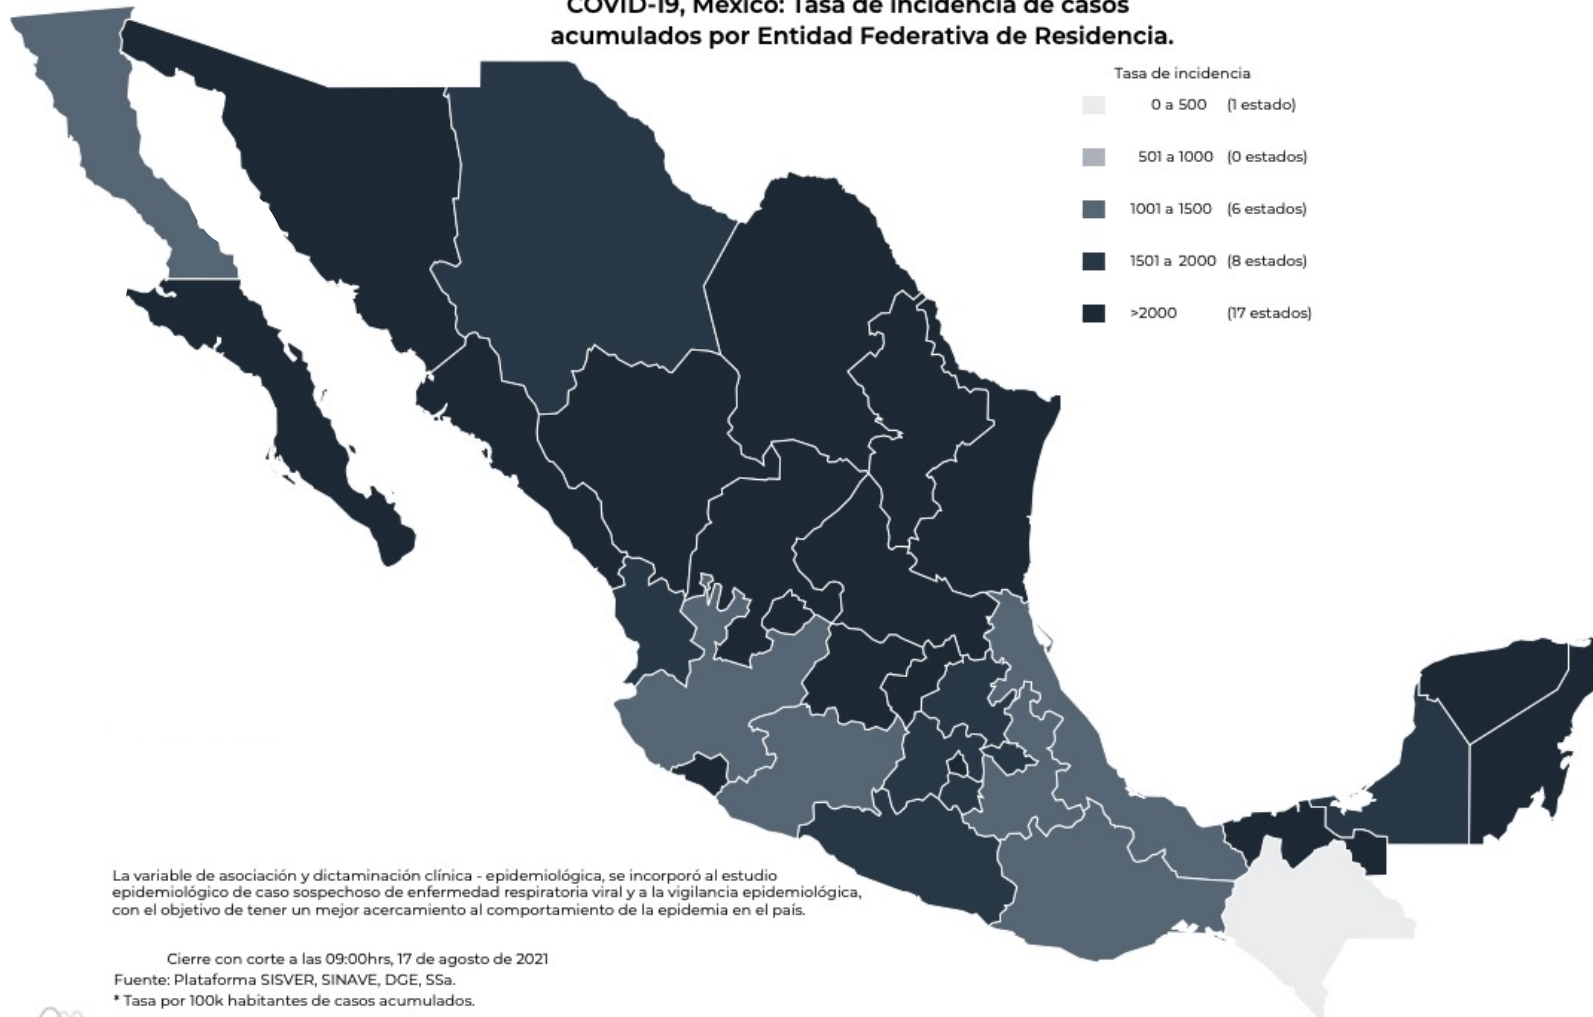 COVID-19, México: Tasa de incidencia de casos
acumulados por Entidad Federativa de Residencia.
Tasa de incidencia
0 a 500 (1 estado)
501 a 1000 (0 estados)
1001 a 1500 (6 estados)
1501 a 2000 (8 estados)
>2000 (17 estados)
La variable de asociación y dictaminación clínica - epidemiológica, se incorporó al estudio
epidemiológico de caso sospechoso de enfermedad respiratoria viral y a la vigilancia epidemiológica,
con el objetivo de tener un mejor acercamiento al comportamiento de la epidemia en el país.
Cierre con corte a las 09:00hrs, 17 de agosto de 2021
Fuente: Plataforma SISVER, SINAVE, DGE, SSa.
* Tasa por 100k habitantes de casos acumulados.